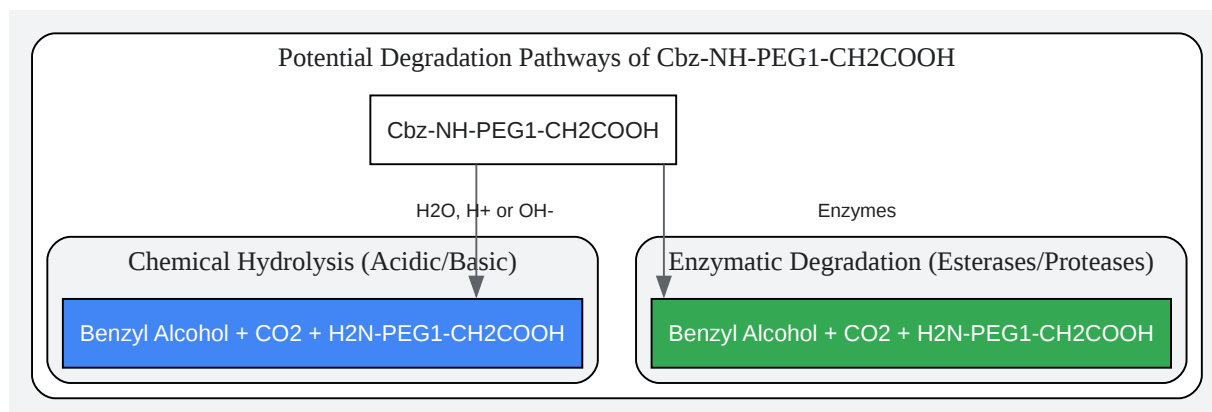 Potential Degradation Pathways of Cbz-NH-PEG1-CH2COOH
Cbz-NH-PEG1-CH2COOH
H2O, H+ or OH-
Enzymes
Chemical Hydrolysis (Acidic/Basic)
Enzymatic Degradation (Esterases/Proteases)
Benzyl Alcohol + CO2 + H2N-PEG1-CH2COOH
Benzyl Alcohol + CO2 + H2N-PEG1-CH2COOH